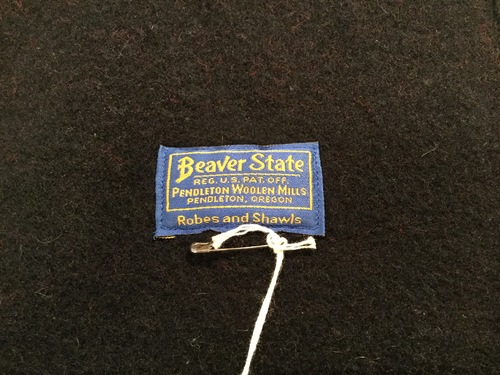 Beaver State
REG. U.S. PAT. OFF.
PENDLETON WOOLEN MILLS
PENDLETON, OREGON
Robes and Shawls